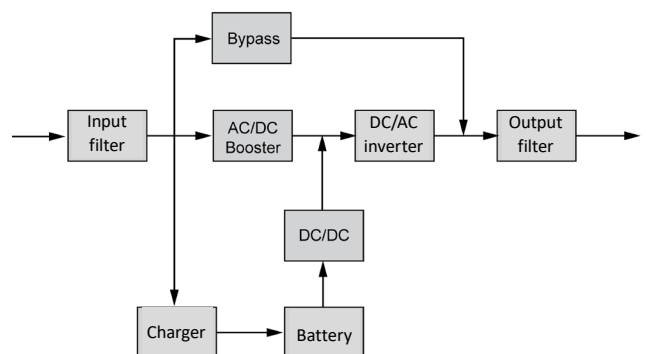 Bypass
Input
filter
AC/DC
Booster
DC/AC
inverter
Output
filter
DC/DC
Charger
Battery